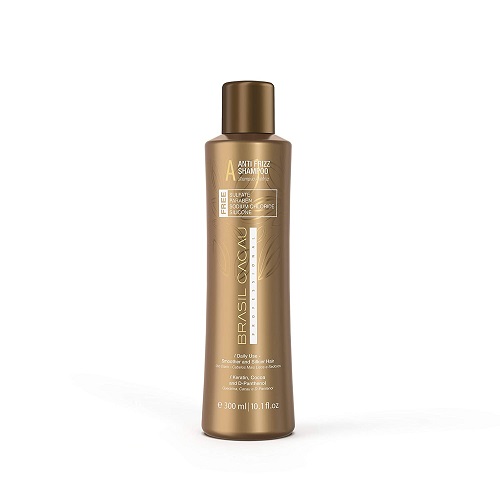 A
ANTI FRIZZ
SHAMPOO
FREE
SULFATE
PARABEN
SODIUM CHLORIDE
SILICONE
BRASIL CACAU
PROFESSIONAL
/ Daily Use -
Smoother and Silkier Hair
/ Keratin, Cocoa
and D-Panthenol
e 300 ml | 10.1 fl.oz